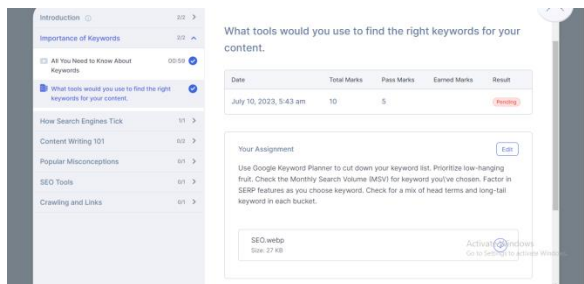 Introduction 2/2
Importance of Keywords 2/2
All You Need to Know About
Keywords
00:59
What tools would you use to find the right
keywords for your content.
How Search Engines Tick 1/1
Content Writing 101 0/2
Popular Misconceptions 0/1
SEO Tools 0/1
Crawling and Links 0/1
What tools would you use to find the right keywords for your
content.
Date Total Marks Pass Marks Earned Marks Result
July 10, 2023, 5:43 am 10 5 Pending
Your Assignment Edit
Use Google Keyword Planner to cut down your keyword list. Prioritize low-hanging
fruit. Check the Monthly Search Volume (MSV) for keyword you\'ve chosen. Factor in
SERP features as you choose keyword. Check for a mix of head terms and long-tail
keyword in each bucket.
SEO.webp
Size: 27 KB
Activate Windows
Go to Settings to activate Windows.